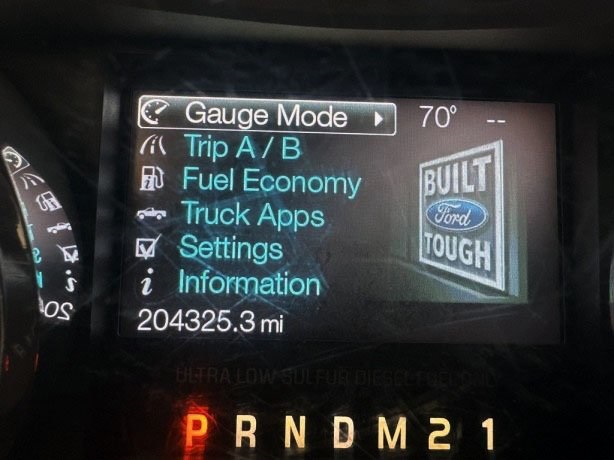 Gauge Mode
70° --
Trip A / B
Fuel Economy
Truck Apps
Settings
Information
204325.3 mi
BUILT
Ford
TOUGH
ULTRA LOW SULFUR DIESEL FUEL ONLY
P R N D M 2 1